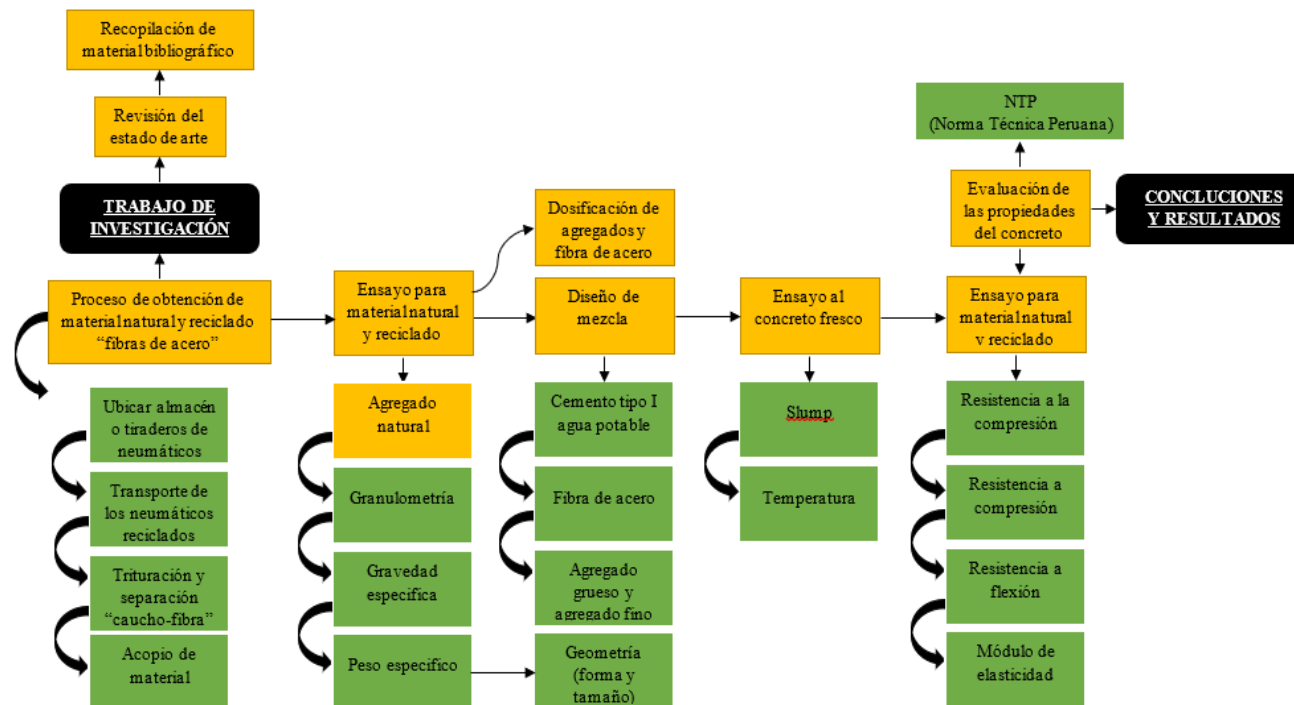 Recopilación de
material bibliográfico
Revisión del
estado de arte
TRABAJO DE
INVESTIGACIÓN
Proceso de obtención de
material natural y reciclado
“fibras de acero”
Ubicar almacén
o tiraderos de
neumáticos
Transporte de
los neumáticos
reciclados
Trituración y
separación
“caucho-fibra”
Acopio de
material
Ensayo para
material natural
y reciclado
Agregado
natural
Granulometría
Gravedad
especifica
Peso especifico
Dosificación de
agregados y
fibra de acero
Diseño de
mezcla
Cemento tipo I
agua potable
Fibra de acero
Agregado
grueso y
agregado fino
Geometría
(forma y
tamaño)
Ensayo al
concreto fresco
Slump
Temperatura
NTP
(Norma Técnica Peruana)
Evaluación de
las propiedades
del concreto
CONCLUCIONES
Y RESULTADOS
Ensayo para
material natural
y reciclado
Resistencia a la
compresión
Resistencia a
compresión
Resistencia a
flexión
Módulo de
elasticidad